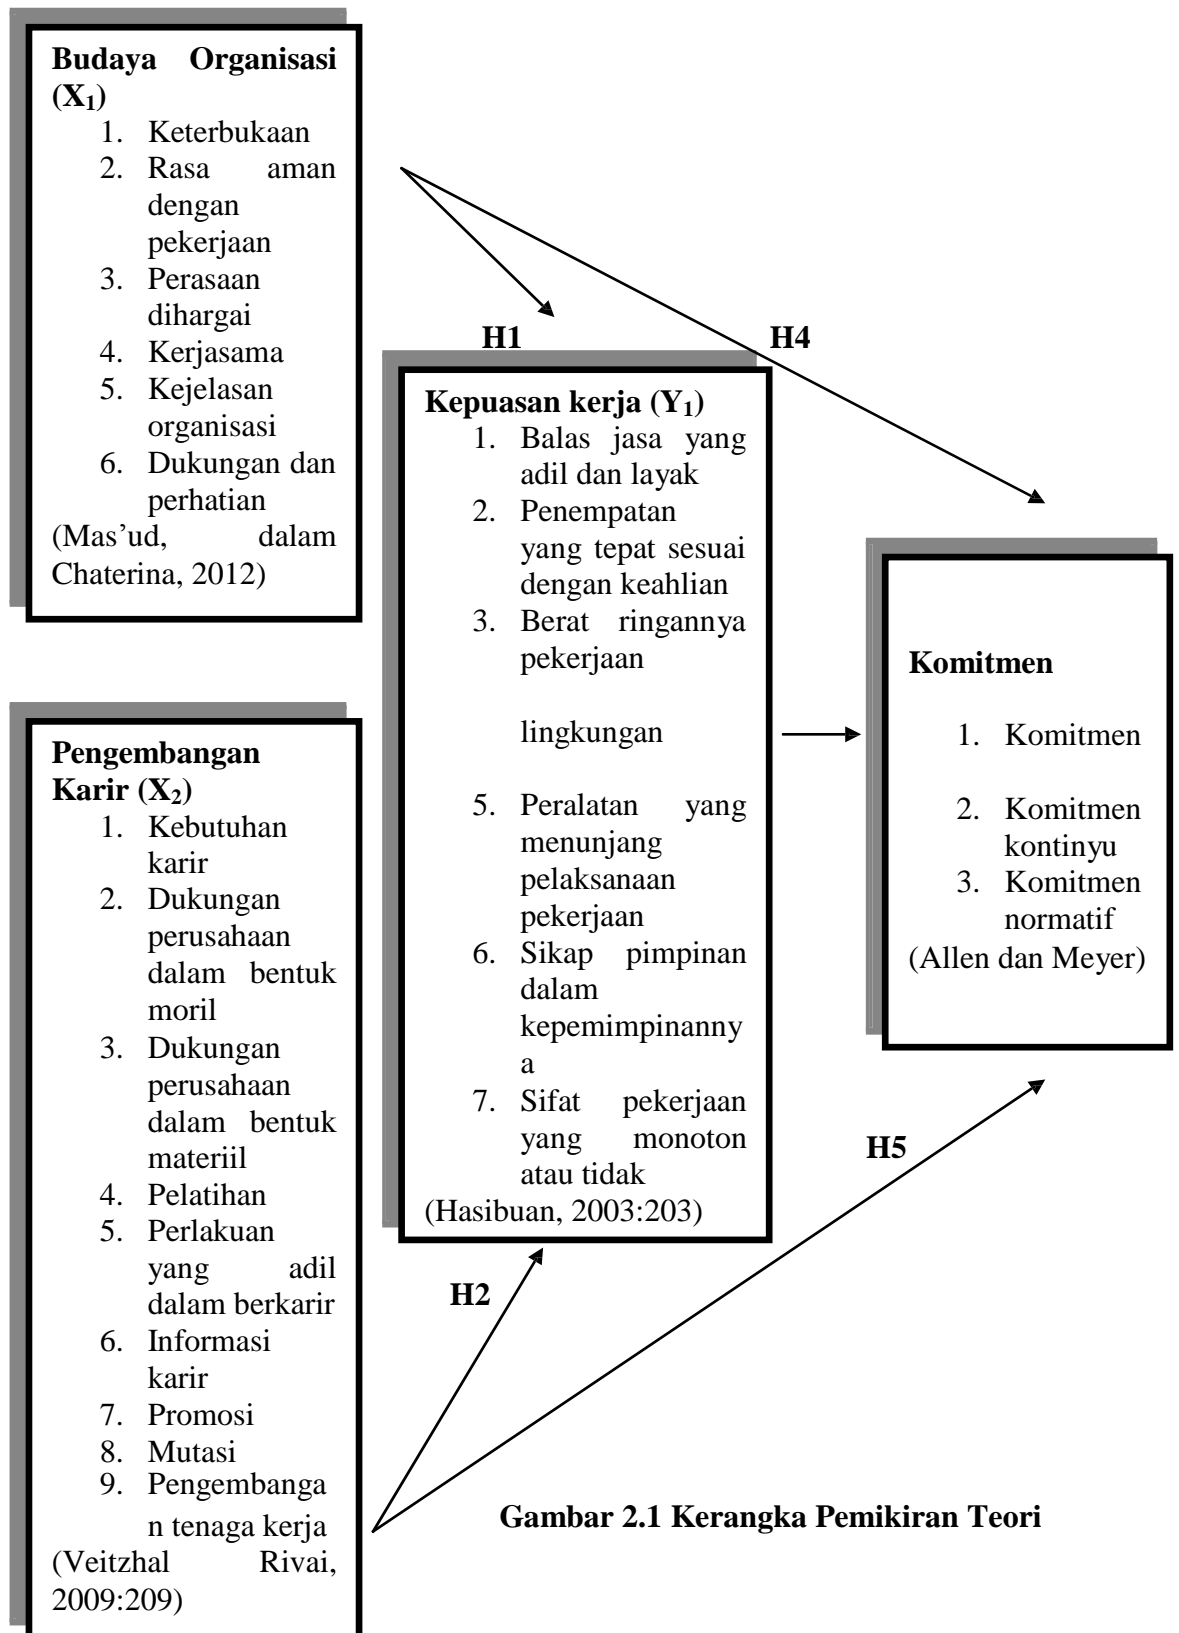 Budaya Organisasi
(X₁)
1. Keterbukaan
2. Rasa aman
dengan
pekerjaan
3. Perasaan
dihargai
4. Kerjasama
5. Kejelasan
organisasi
6. Dukungan dan
perhatian
(Mas’ud, dalam
Chaterina, 2012)
Pengembangan
Karir (X₂)
1. Kebutuhan
karir
2. Dukungan
perusahaan
dalam bentuk
moril
3. Dukungan
perusahaan
dalam bentuk
materiil
4. Pelatihan
5. Perlakuan
yang adil
dalam berkarir
6. Informasi
karir
7. Promosi
8. Mutasi
9. Pengembanga
n tenaga kerja
(Veitzhal Rivai,
2009:209)
H1
H4
Kepuasan kerja (Y₁)
1. Balas jasa yang
adil dan layak
2. Penempatan
yang tepat sesuai
dengan keahlian
3. Berat ringannya
pekerjaan
lingkungan
5. Peralatan yang
menunjang
pelaksanaan
pekerjaan
6. Sikap pimpinan
dalam
kepemimpinanny
a
7. Sifat pekerjaan
yang monoton
atau tidak
(Hasibuan, 2003:203)
H2
H5
Komitmen
1. Komitmen
2. Komitmen
kontinyu
3. Komitmen
normatif
(Allen dan Meyer)
Gambar 2.1 Kerangka Pemikiran Teori